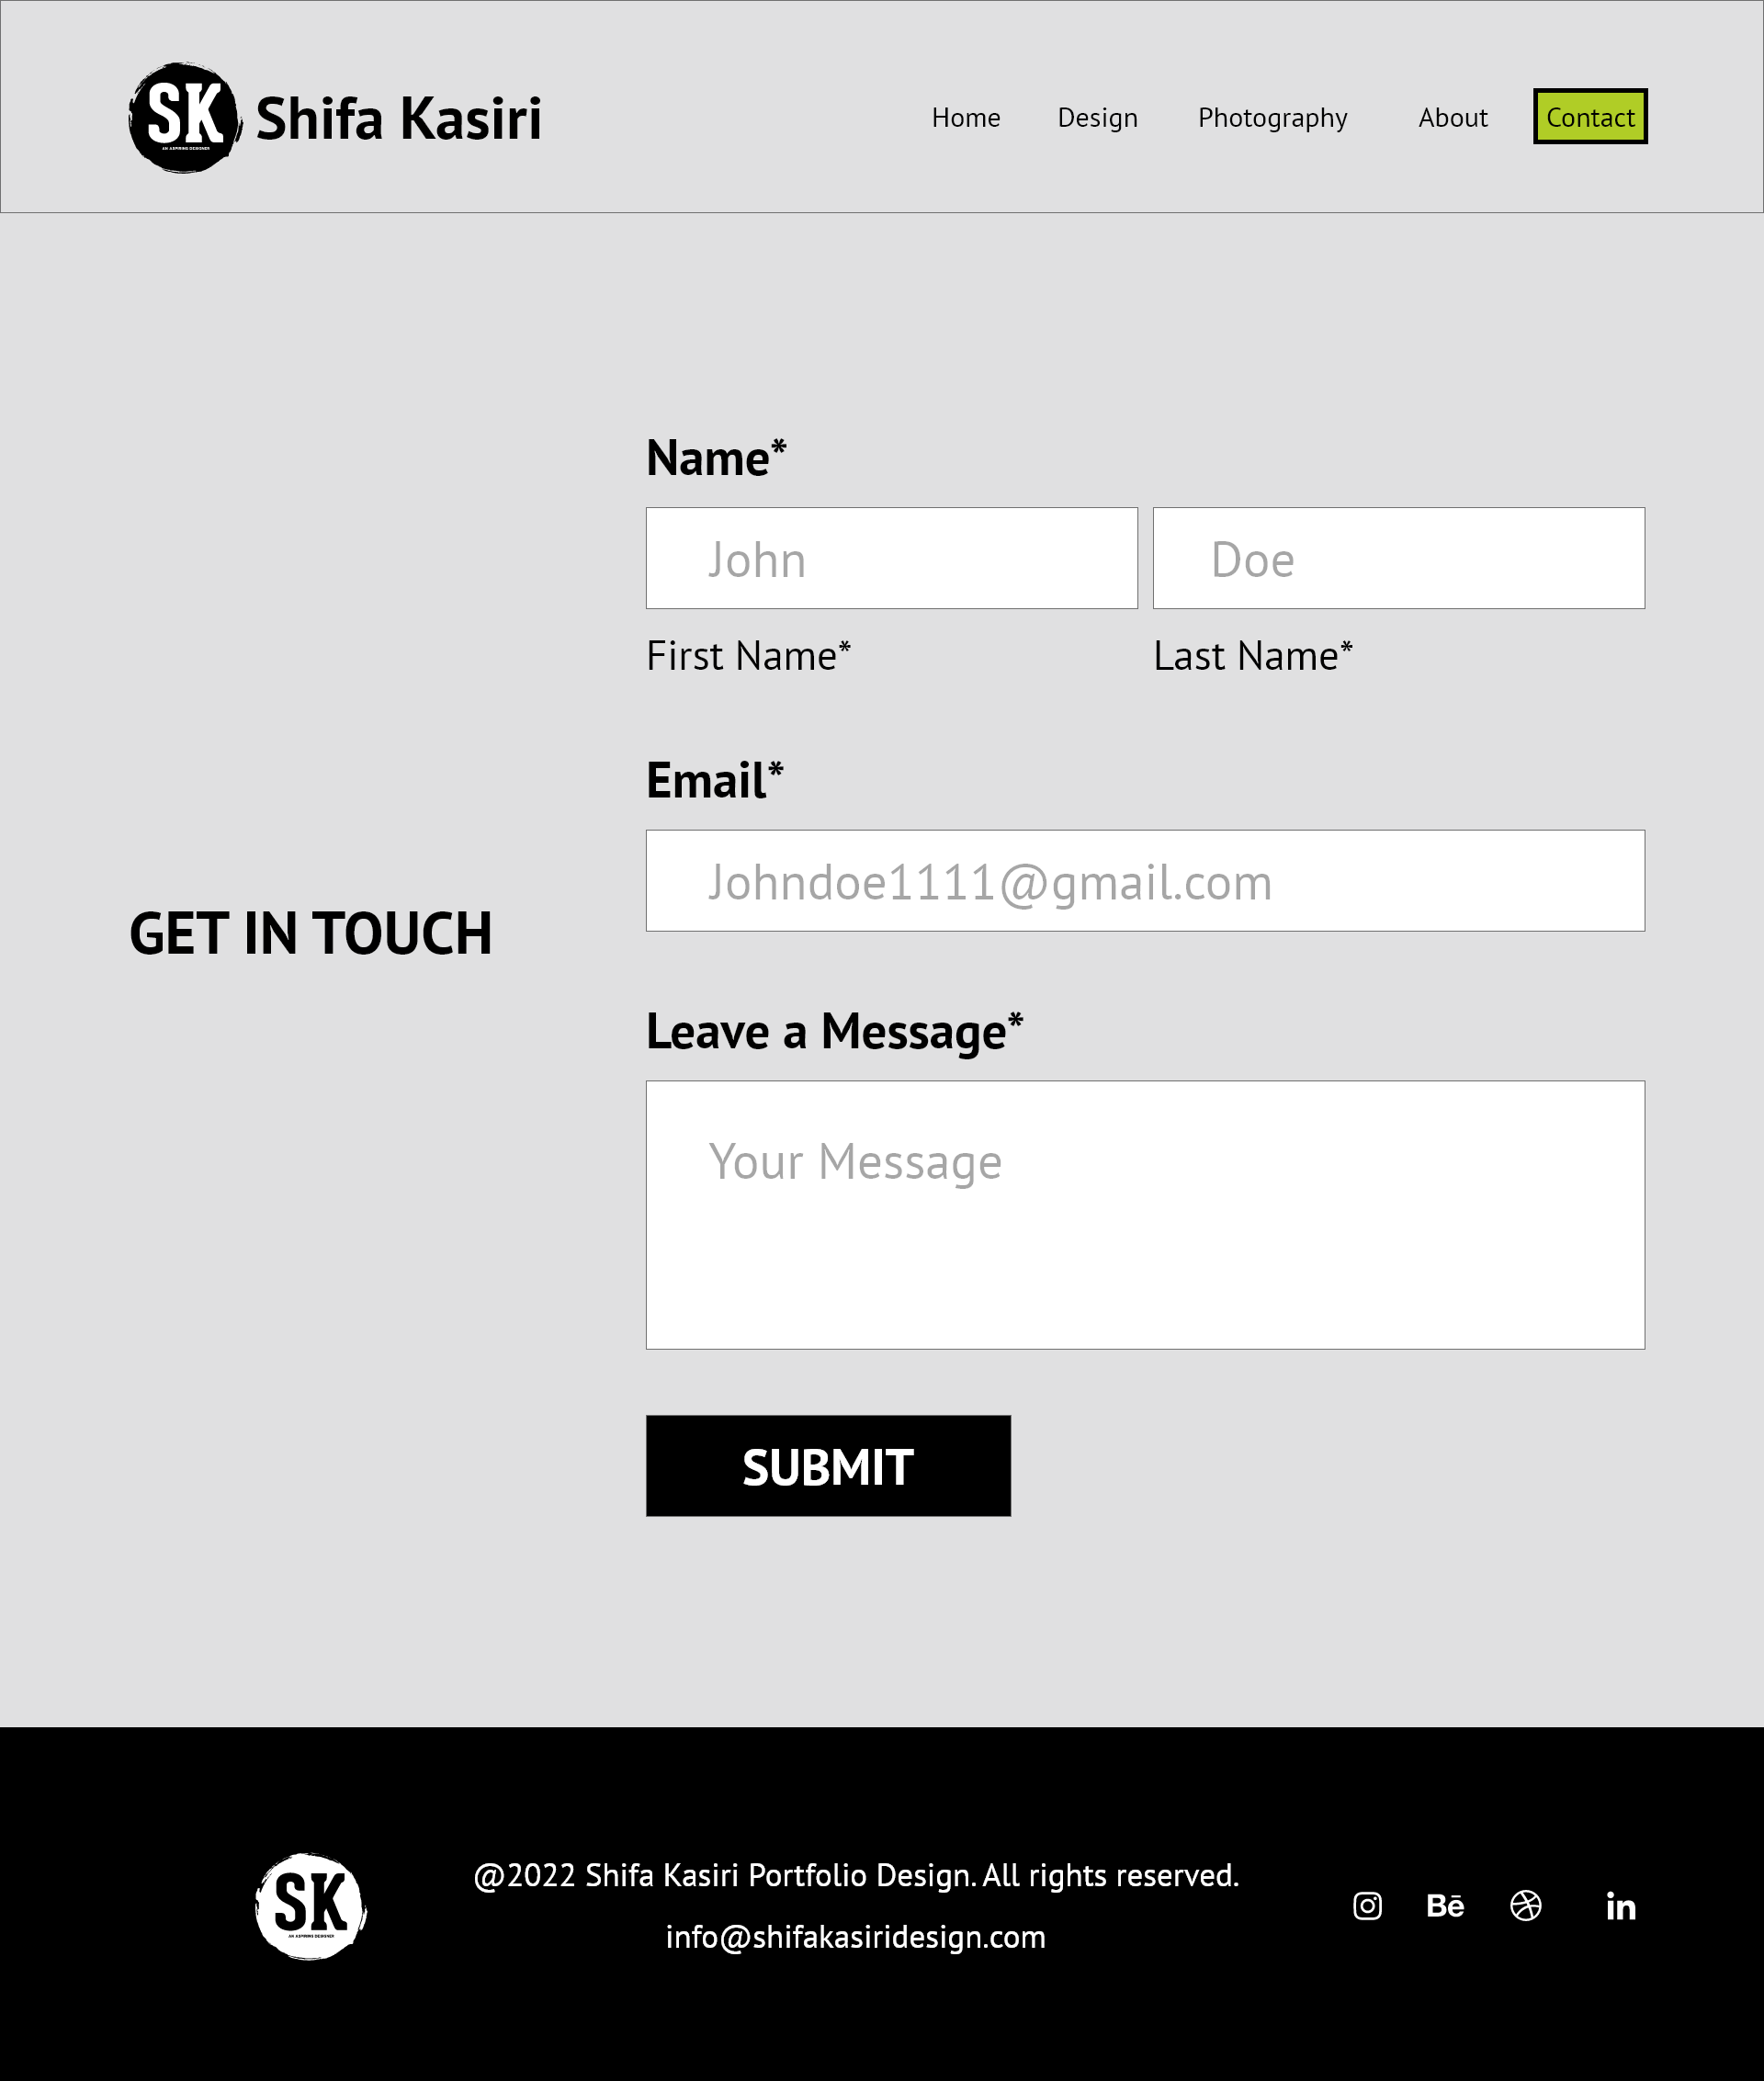 SK
AN ASPIRING DESIGNER
Shifa Kasiri
Home Design Photography About Contact
Name*
John Doe
First Name* Last Name*
Email*
Johndoe1111@gmail.com
GET IN TOUCH
Leave a Message*
Your Message
SUBMIT
SK
AN ASPIRING DESIGNER
@2022 Shifa Kasiri Portfolio Design. All rights reserved.
info@shifakasiridesign.com
Bē
in